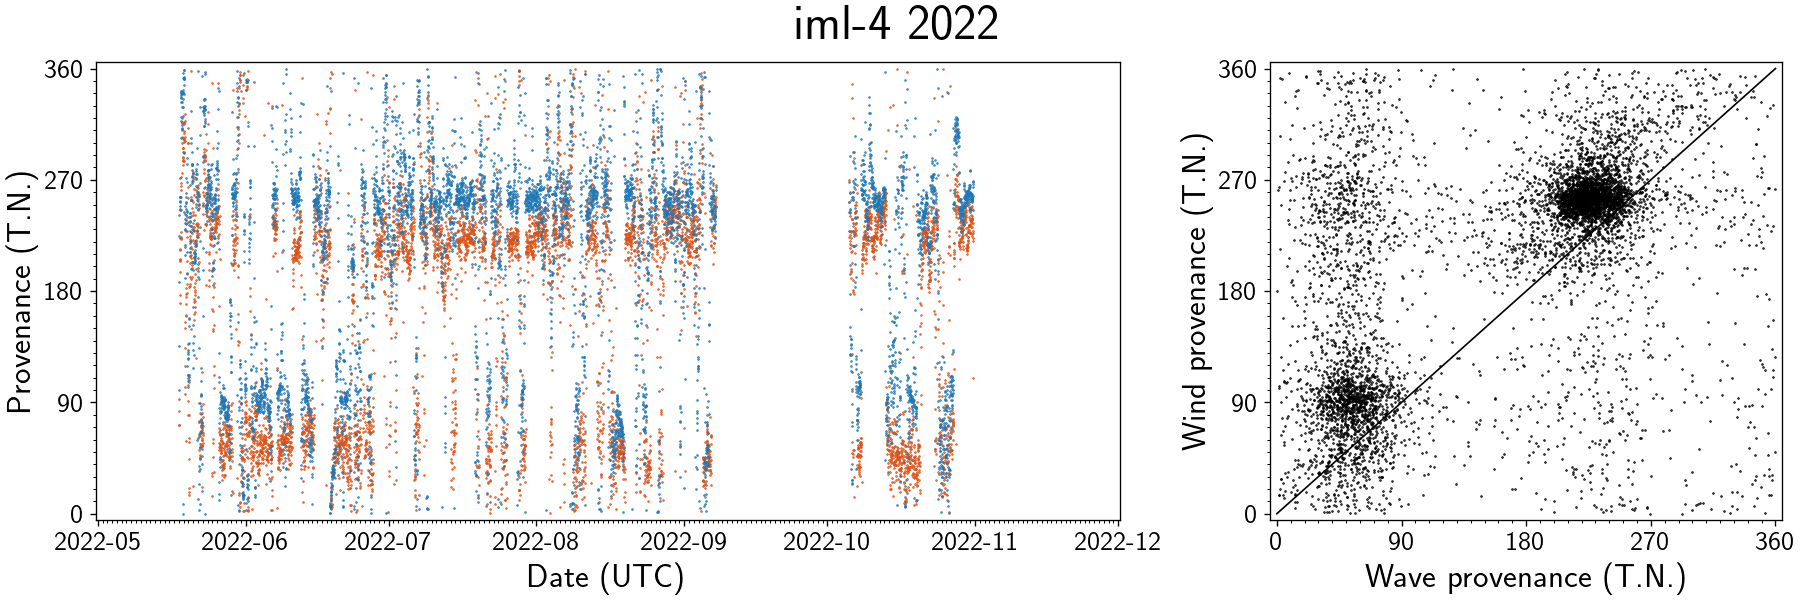 iml-4 2022
360
270
180
90
0
Provenance (T.N.)
2022-05 2022-06 2022-07 2022-08 2022-09 2022-10 2022-11 2022-12
Date (UTC)
360
270
180
90
0
Wind provenance (T.N.)
0 90 180 270 360
Wave provenance (T.N.)